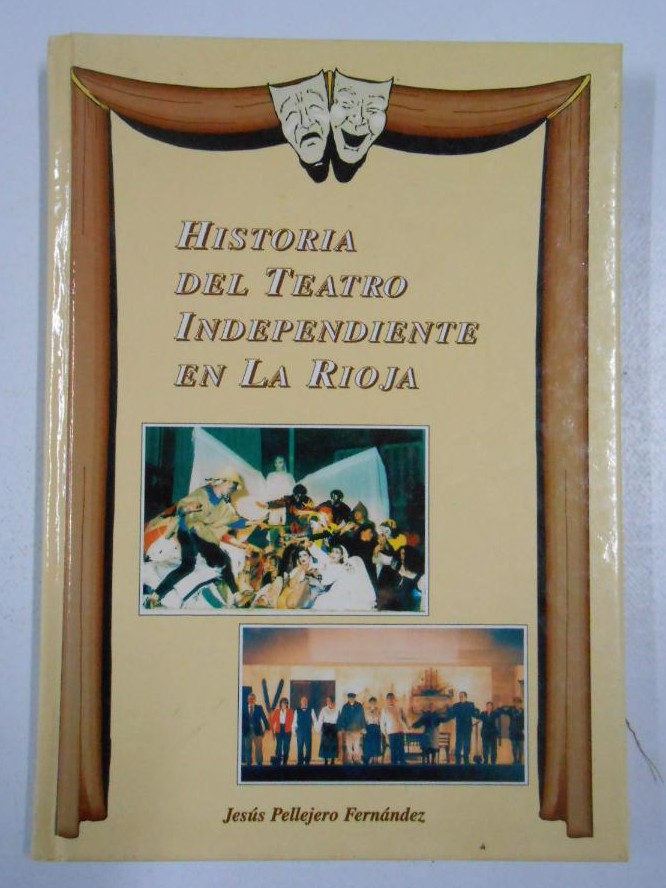 HISTORIA
DEL TEATRO
INDEPENDIENTE
EN LA RIOJA
Jesús Pellejero Fernández